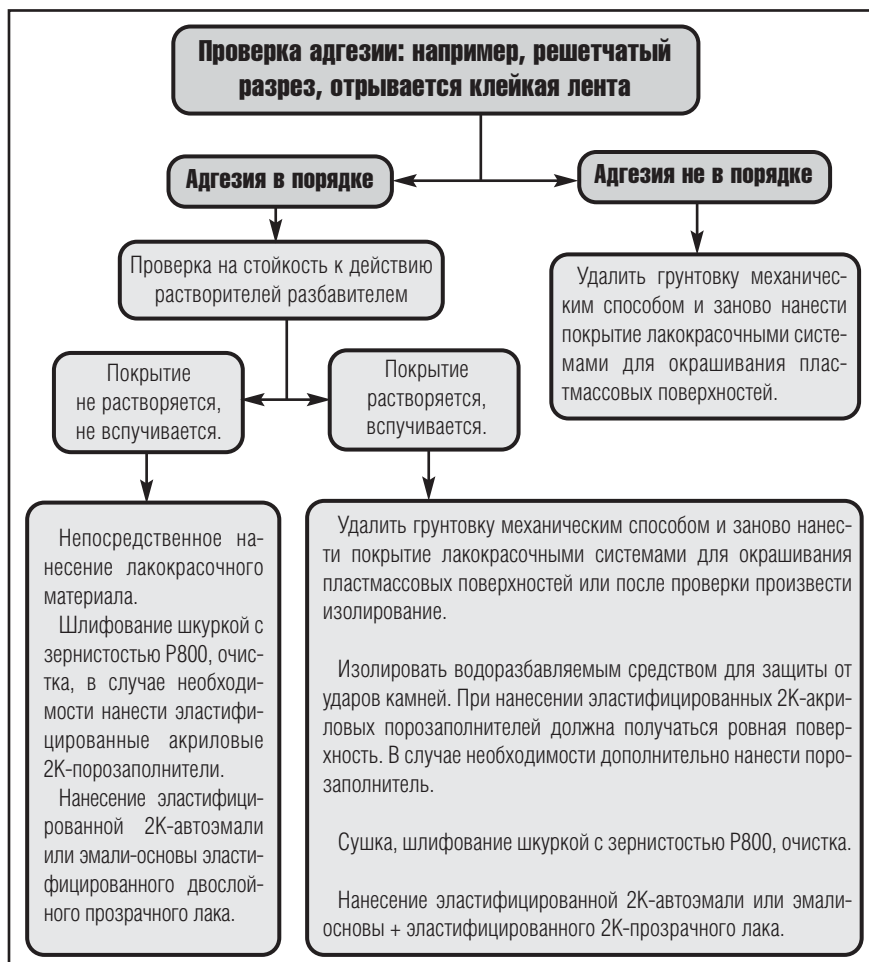 Проверка адгезии: например, решетчатый
разрез, отрывается клейкая лента
Адгезия в порядке
Адгезия не в порядке
Проверка на стойкость к действию
растворителей разбавителем
Удалить грунтовку механичес-
ким способом и заново нанести
покрытие лакокрасочными систе-
мами для окрашивания пласт-
массовых поверхностей.
Покрытие
не растворяется,
не вспучивается.
Покрытие
растворяется,
вспучивается.
Непосредственное на-
несение лакокрасочного
материала.
Шлифование шкуркой с
зернистостью Р800, очис-
тка, в случае необходи-
мости нанести эластифи-
цированные акриловые
2К-порозаполнители.
Нанесение эластифици-
рованной 2К-автоэмали
или эмали-основы эласти-
фицированного двослой-
ного прозрачного лака.
Удалить грунтовку механическим способом и заново нанес-
ти покрытие лакокрасочными системами для окрашивания
пластмассовых поверхностей или после проверки произвести
изолирование.
Изолировать водоразбавляемым средством для защиты от
ударов камней. При нанесении эластифицированных 2К-акри-
ловых порозаполнителей должна получаться ровная повер-
хность. В случае необходимости дополнительно нанести поро-
заполнитель.
Сушка, шлифование шкуркой с зернистостью Р800, очистка.
Нанесение эластифицированной 2К-автоэмали или эмали-
основы + эластифицированного 2К-прозрачного лака.